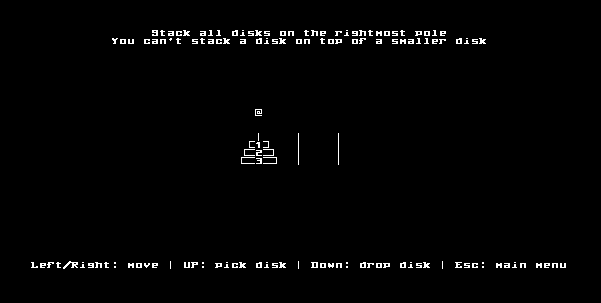 Stack all disks on the rightmost pole
You can't stack a disk on top of a smaller disk
@
1
2
3
Left/Right: move | UP: pick disk | Down: drop disk | Esc: main menu